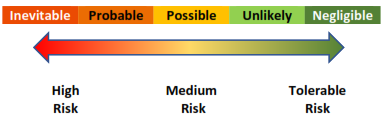 Inevitable Probable Possible Unlikely Negligible
High Medium Tolerable
Risk Risk Risk